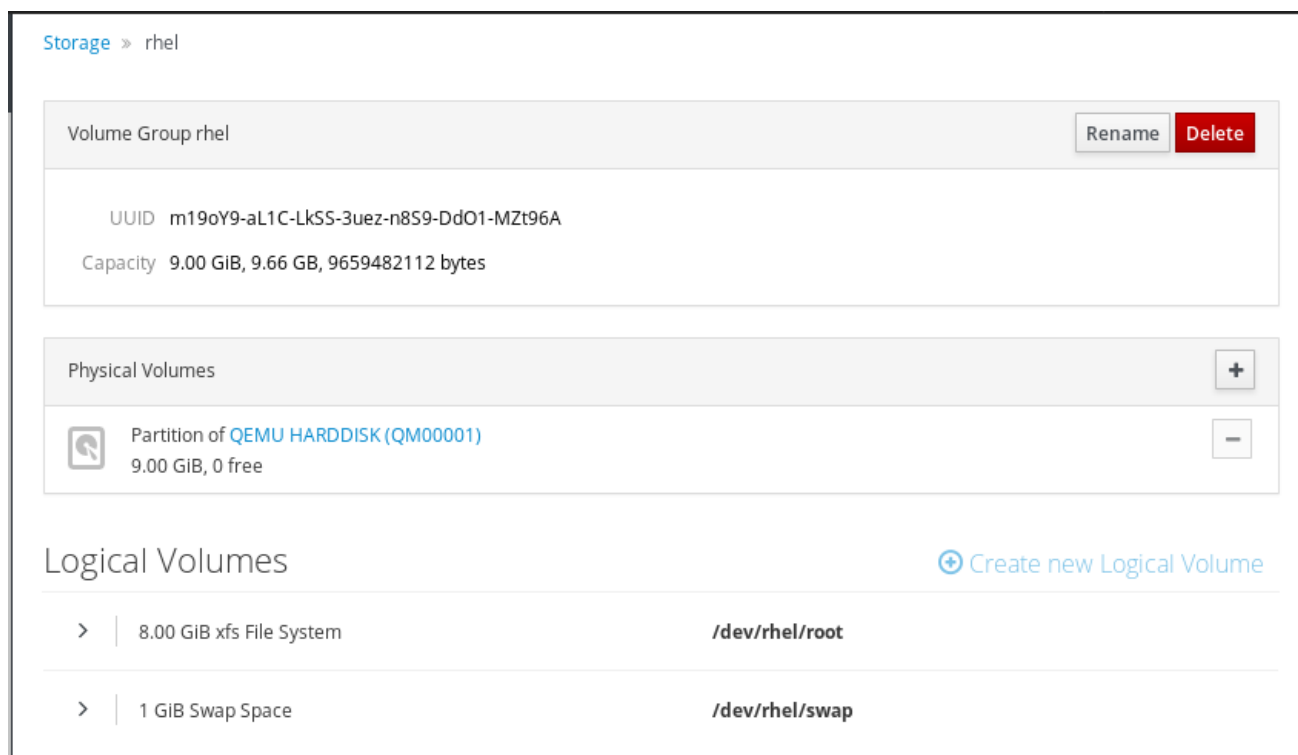 Storage » rhel
Volume Group rhel Rename Delete
UUID m19oY9-aL1C-LkSS-3uez-n8S9-DdO1-MZt96A
Capacity 9.00 GiB, 9.66 GB, 9659482112 bytes
Physical Volumes
Partition of QEMU HARDDISK (QM00001)
9.00 GiB, 0 free
Logical Volumes Create new Logical Volume
8.00 GiB xfs File System /dev/rhel/root
1 GiB Swap Space /dev/rhel/swap